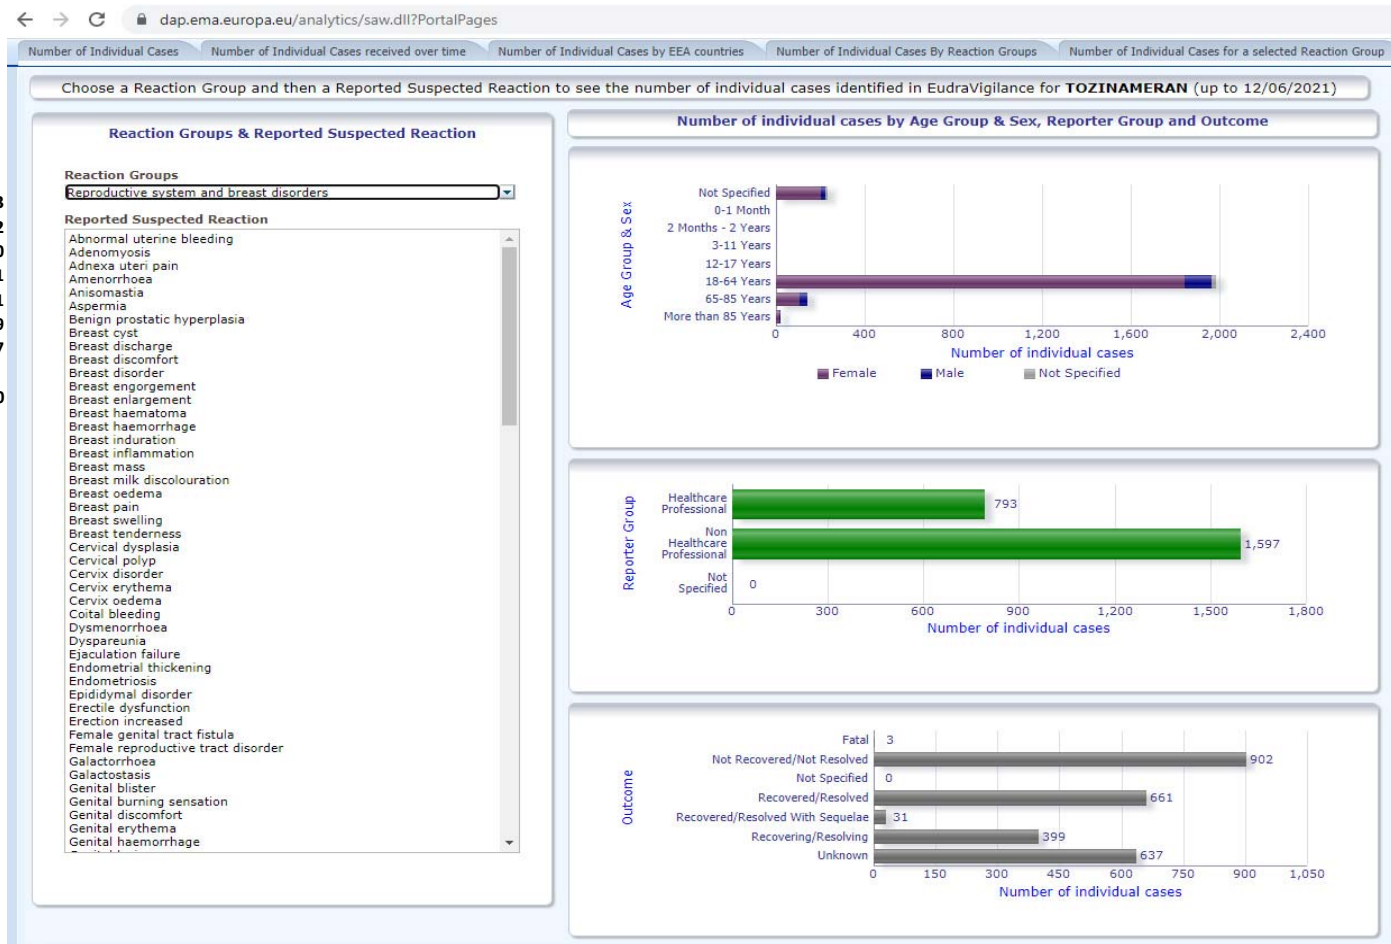 dap.ema.europa.eu/analytics/saw.dll?PortalPages
Number of Individual Cases
Number of Individual Cases received over time
Number of Individual Cases by EEA countries
Number of Individual Cases By Reaction Groups
Number of Individual Cases for a selected Reaction Group
Choose a Reaction Group and then a Reported Suspected Reaction to see the number of individual cases identified in EudraVigilance for TOZINAMERAN (up to 12/06/2021)
Reaction Groups & Reported Suspected Reaction
Reaction Groups
Reproductive system and breast disorders
Reported Suspected Reaction
Abnormal uterine bleeding
Adenomyosis
Adnexa uteri pain
Amenorrhoea
Anisomastia
Aspermia
Benign prostatic hyperplasia
Breast cyst
Breast discharge
Breast discomfort
Breast disorder
Breast engorgement
Breast enlargement
Breast haematoma
Breast haemorrhage
Breast induration
Breast inflammation
Breast mass
Breast milk discolouration
Breast oedema
Breast pain
Breast swelling
Breast tenderness
Cervical dysplasia
Cervical polyp
Cervix disorder
Cervix erythema
Cervix oedema
Coital bleeding
Dysmenorrhoea
Dyspareunia
Ejaculation failure
Endometrial thickening
Endometriosis
Epididymal disorder
Erectile dysfunction
Erection increased
Female genital tract fistula
Female reproductive tract disorder
Galactorrhoea
Galactostasis
Genital blister
Genital burning sensation
Genital discomfort
Genital erythema
Genital haemorrhage
Number of individual cases by Age Group & Sex, Reporter Group and Outcome
Age Group & Sex
Not Specified
0-1 Month
2 Months - 2 Years
3-11 Years
12-17 Years
18-64 Years
65-85 Years
More than 85 Years
0 400 800 1,200 1,600 2,000 2,400
Number of individual cases
Female Male Not Specified
Reporter Group
Healthcare
Professional
793
Non
Healthcare
Professional
1,597
Not
Specified
0
0 300 600 900 1,200 1,500 1,800
Number of individual cases
Outcome
Fatal 3
Not Recovered/Not Resolved 902
Not Specified 0
Recovered/Resolved 661
Recovered/Resolved With Sequelae 31
Recovering/Resolving 399
Unknown 637
0 150 300 450 600 750 900 1,050
Number of individual cases